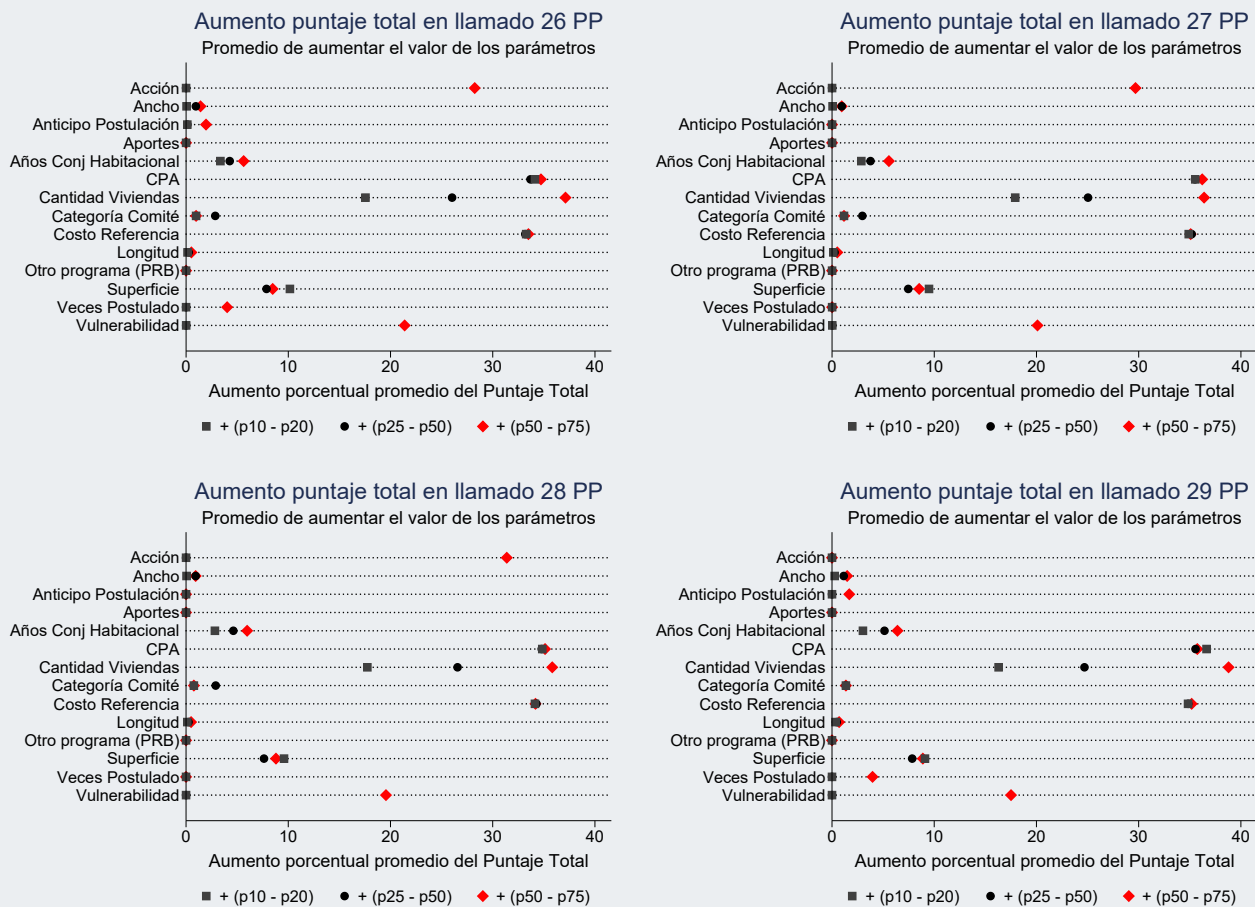 Aumento puntaje total en llamado 26 PP
Promedio de aumentar el valor de los parámetros
Acción
Ancho
Anticipo Postulación
Aportes
Años Conj Habitacional
CPA
Cantidad Viviendas
Categoría Comité
Costo Referencia
Longitud
Otro programa (PRB)
Superficie
Veces Postulado
Vulnerabilidad
0 10 20 30 40
Aumento porcentual promedio del Puntaje Total
+ (p10 - p20) + (p25 - p50) + (p50 - p75)
Aumento puntaje total en llamado 27 PP
Promedio de aumentar el valor de los parámetros
Acción
Ancho
Anticipo Postulación
Aportes
Años Conj Habitacional
CPA
Cantidad Viviendas
Categoría Comité
Costo Referencia
Longitud
Otro programa (PRB)
Superficie
Veces Postulado
Vulnerabilidad
0 10 20 30 40
Aumento porcentual promedio del Puntaje Total
+ (p10 - p20) + (p25 - p50) + (p50 - p75)
Aumento puntaje total en llamado 28 PP
Promedio de aumentar el valor de los parámetros
Acción
Ancho
Anticipo Postulación
Aportes
Años Conj Habitacional
CPA
Cantidad Viviendas
Categoría Comité
Costo Referencia
Longitud
Otro programa (PRB)
Superficie
Veces Postulado
Vulnerabilidad
0 10 20 30 40
Aumento porcentual promedio del Puntaje Total
+ (p10 - p20) + (p25 - p50) + (p50 - p75)
Aumento puntaje total en llamado 29 PP
Promedio de aumentar el valor de los parámetros
Acción
Ancho
Anticipo Postulación
Aportes
Años Conj Habitacional
CPA
Cantidad Viviendas
Categoría Comité
Costo Referencia
Longitud
Otro programa (PRB)
Superficie
Veces Postulado
Vulnerabilidad
0 10 20 30 40
Aumento porcentual promedio del Puntaje Total
+ (p10 - p20) + (p25 - p50) + (p50 - p75)